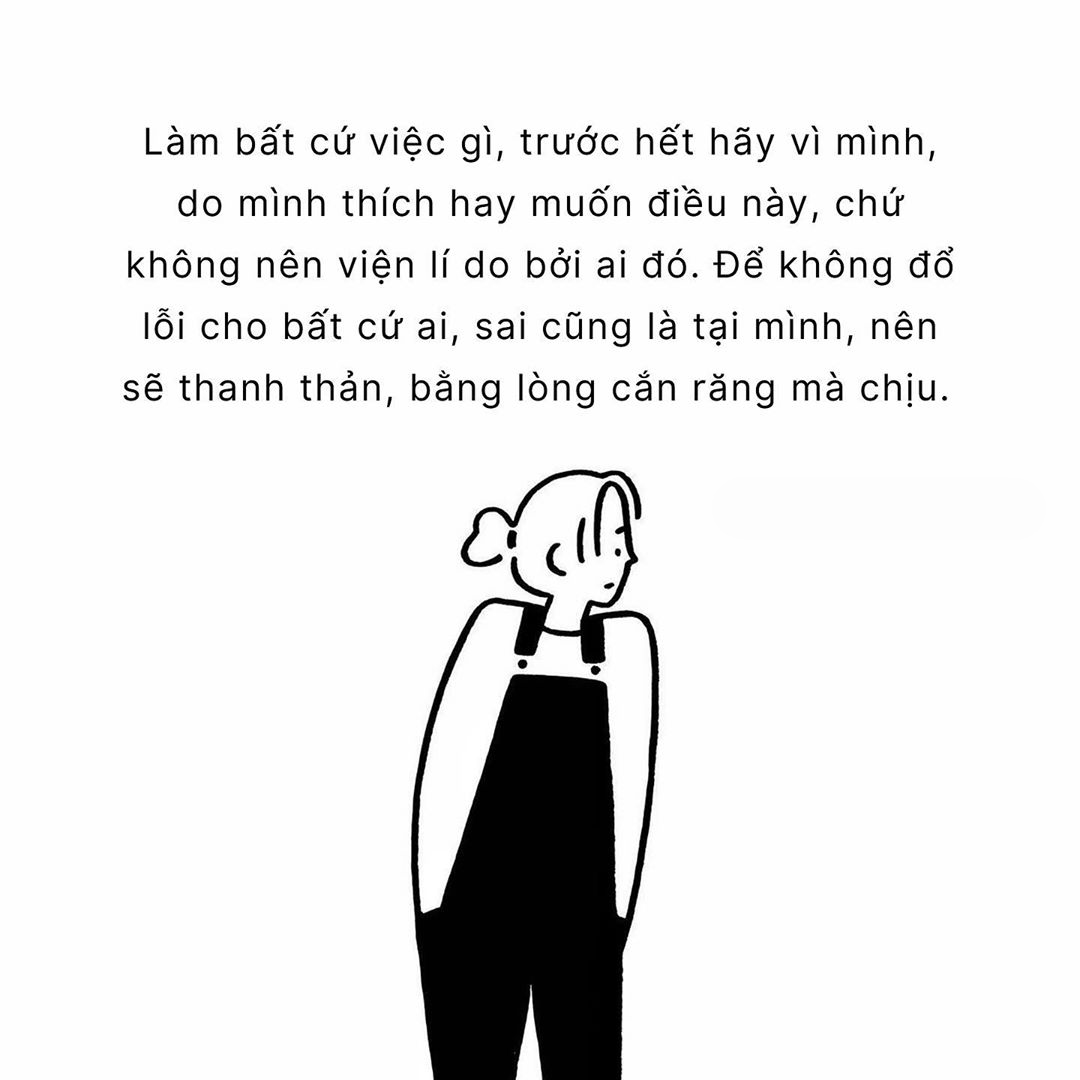 Làm bất cứ việc gì, trước hết hãy vì mình,
do mình thích hay muốn điều này, chứ
không nên viện lí do bởi ai đó. Để không đổ
lỗi cho bất cứ ai, sai cũng là tại mình, nên
sẽ thanh thản, bằng lòng cắn răng mà chịu.